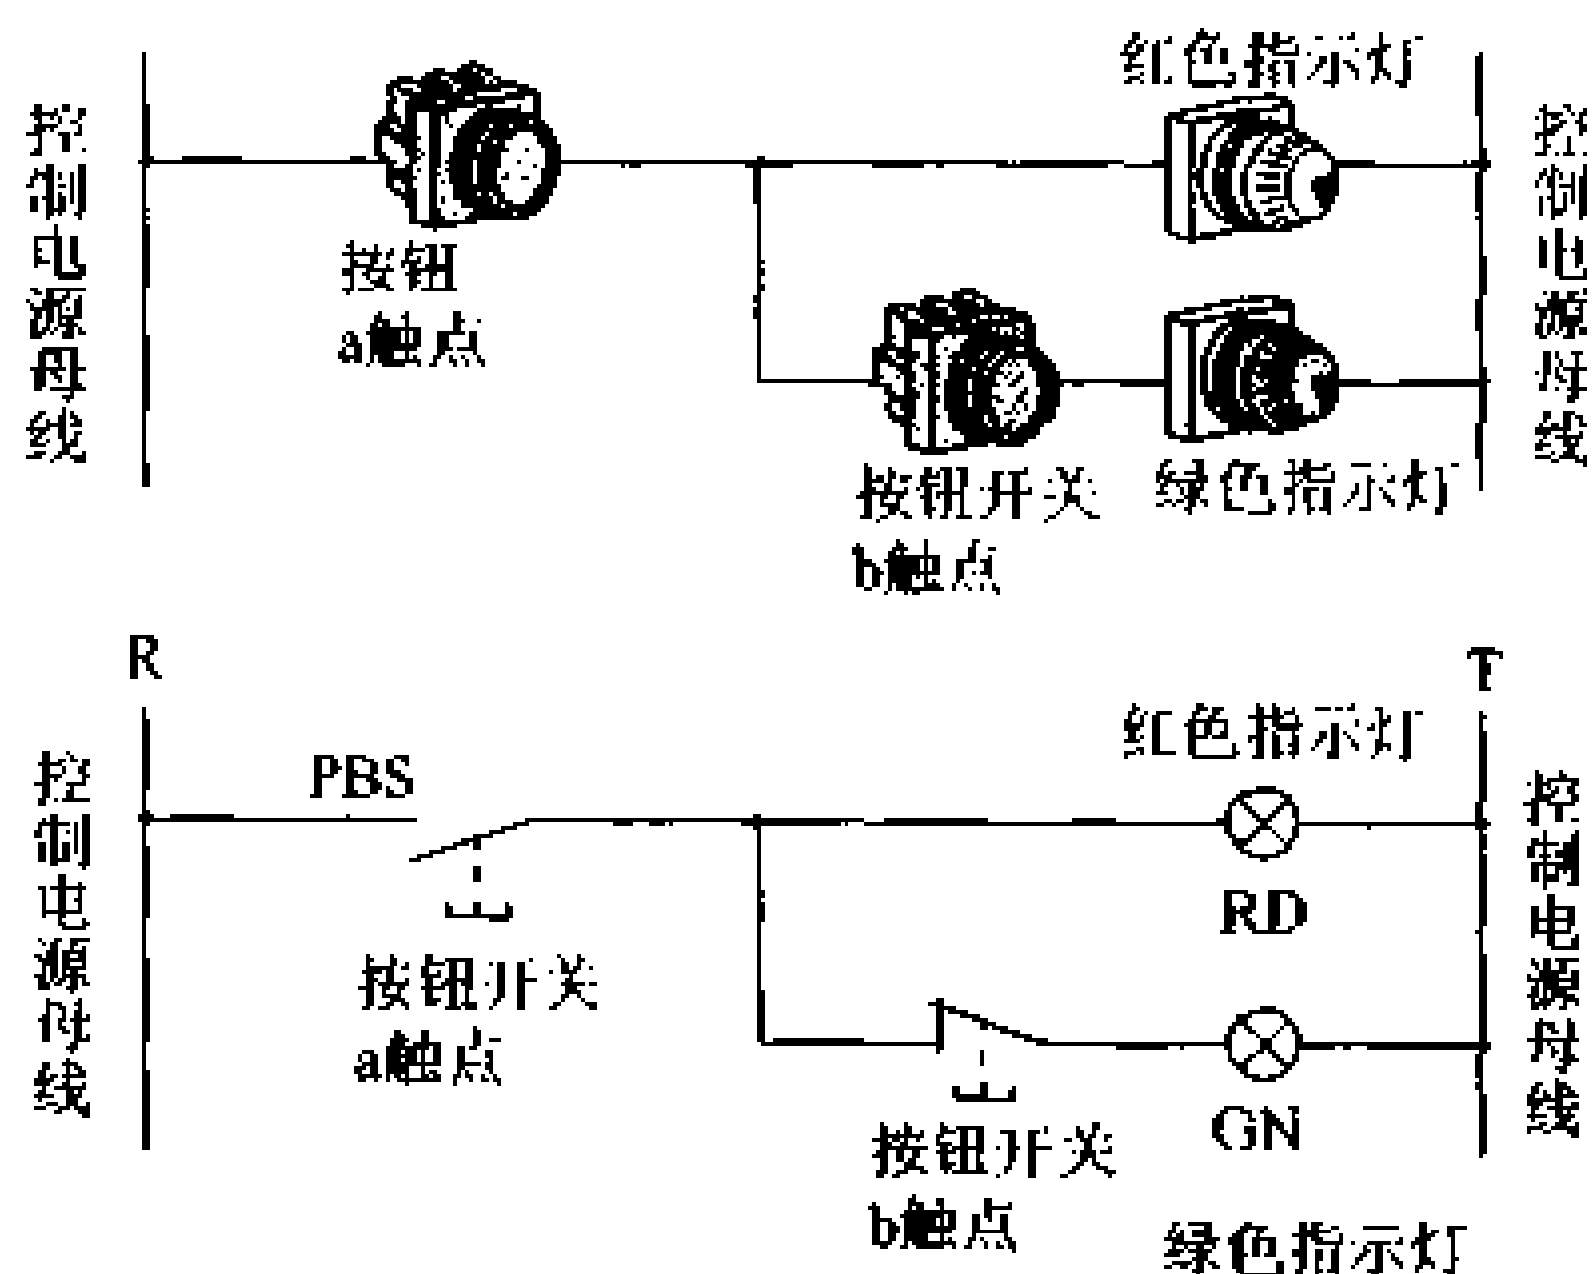 红色指示灯
控制电源母线
控制电源母线
按钮
a触点
按钮开关
b触点
绿色指示灯
R
T
控制电源母线
PBS
红色指示灯
控制电源母线
RD
按钮开关
a触点
GN
按钮开关
b触点
绿色指示灯